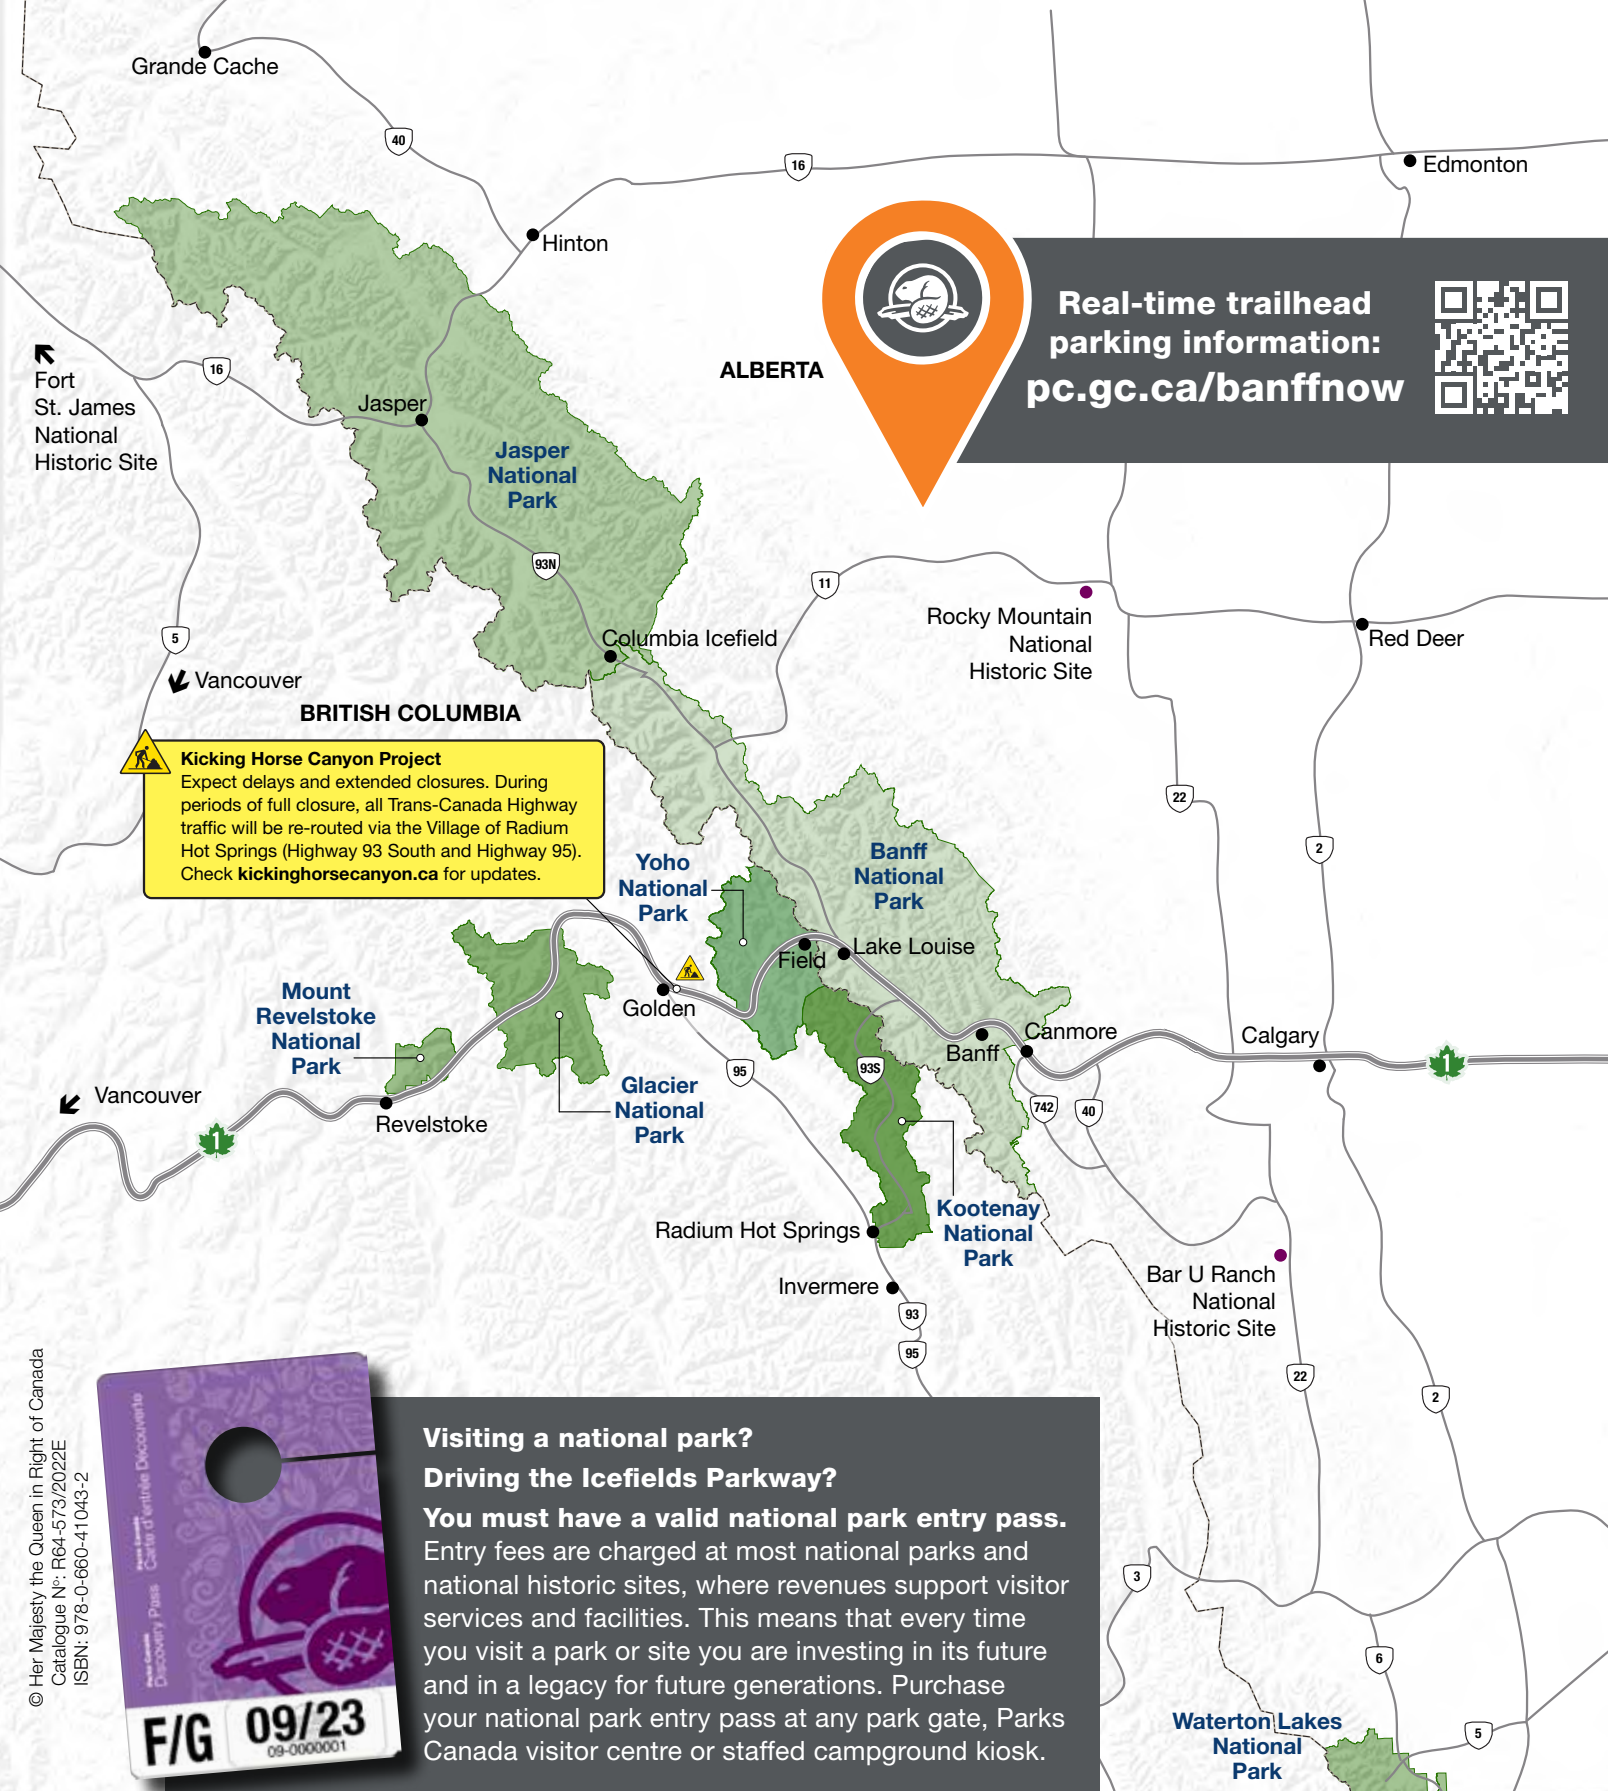 Grande Cache
40
16
Edmonton
Hinton
Real-time trailhead
parking information:
pc.gc.ca/banffnow
ALBERTA
Fort
St. James
National
Historic Site
16
Jasper
Jasper
National
Park
93N
11
Rocky Mountain
National
Historic Site
Red Deer
5
Vancouver
Columbia Icefield
BRITISH COLUMBIA
Kicking Horse Canyon Project
Expect delays and extended closures. During
periods of full closure, all Trans-Canada Highway
traffic will be re-routed via the Village of Radium
Hot Springs (Highway 93 South and Highway 95).
Check kickinghorsecanyon.ca for updates.
22
2
Yoho
National
Park
Banff
National
Park
Field
Lake Louise
Golden
Mount
Revelstoke
National
Park
Banff
Canmore
Calgary
1
95
93S
Glacier
National
Park
742
40
Vancouver
1
Revelstoke
Kootenay
National
Park
Radium Hot Springs
Invermere
93
95
Bar U Ranch
National
Historic Site
22
2
© Her Majesty the Queen in Right of Canada
Catalogue Nº: R64-573/2022E
ISBN: 978-0-660-41043-2
Parks Canada
Discovery Pass
Parcs Canada
Carte d'entrée Découverte
F/G
09/23
09-0000001
Visiting a national park?
Driving the Icefields Parkway?
You must have a valid national park entry pass.
Entry fees are charged at most national parks and
national historic sites, where revenues support visitor
services and facilities. This means that every time
you visit a park or site you are investing in its future
and in a legacy for future generations. Purchase
your national park entry pass at any park gate, Parks
Canada visitor centre or staffed campground kiosk.
3
6
5
Waterton Lakes
National
Park